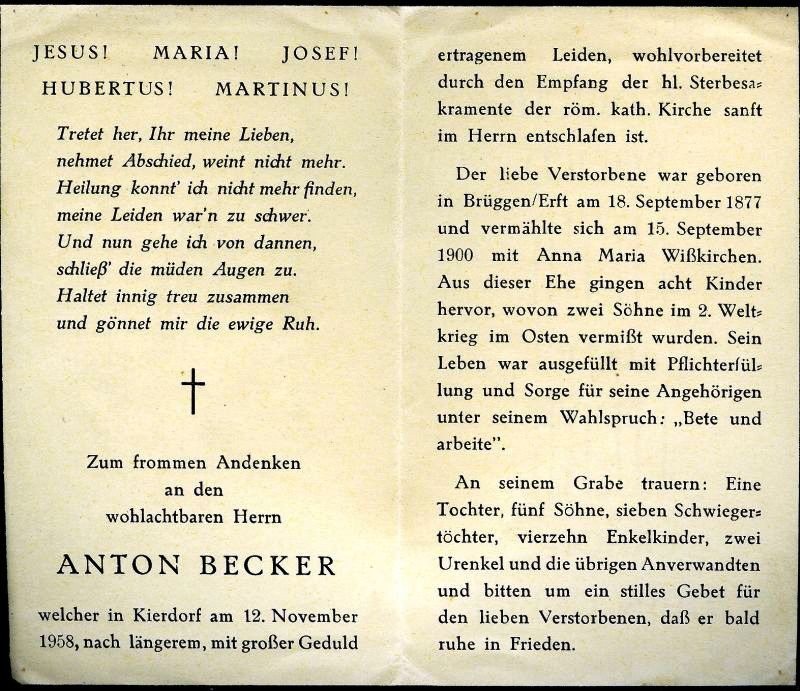 JESUS! MARIA! JOSEF!
HUBERTUS! MARTINUS!
Tretet her, Ihr meine Lieben,
nehmet Abschied, weint nicht mehr.
Heilung konnt' ich nicht mehr finden,
meine Leiden war'n zu schwer.
Und nun gehe ich von dannen,
schließ' die müden Augen zu.
Haltet innig treu zusammen
und gönnet mir die ewige Ruh.
Zum frommen Andenken
an den
wohlachtbaren Herrn
ANTON BECKER
welcher in Kierdorf am 12. November
1958, nach längerem, mit großer Geduld
ertragenem Leiden, wohlvorbereitet
durch den Empfang der hl. Sterbesa=
kramente der röm. kath. Kirche sanft
im Herrn entschlafen ist.
Der liebe Verstorbene war geboren
in Brüggen/Erft am 18. September 1877
und vermählte sich am 15. September
1900 mit Anna Maria Wißkirchen.
Aus dieser Ehe gingen acht Kinder
hervor, wovon zwei Söhne im 2. Welt=
krieg im Osten vermißt wurden. Sein
Leben war ausgefüllt mit Pflichterfül=
lung und Sorge für seine Angehörigen
unter seinem Wahlspruch: „Bete und
arbeite”.
An seinem Grabe trauern: Eine
Tochter, fünf Söhne, sieben Schwieger=
töchter, vierzehn Enkelkinder, zwei
Urenkel und die übrigen Anverwandten
und bitten um ein stilles Gebet für
den lieben Verstorbenen, daß er bald
ruhe in Frieden.